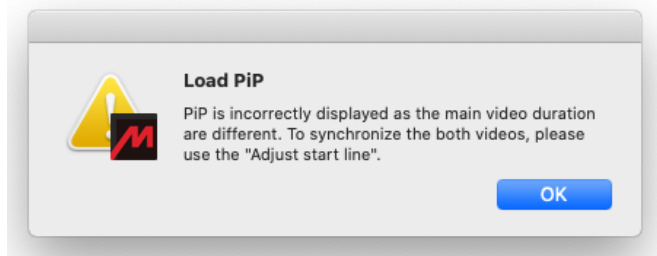 Load PiP
PiP is incorrectly displayed as the main video duration
are different. To synchronize the both videos, please
use the "Adjust start line".
OK